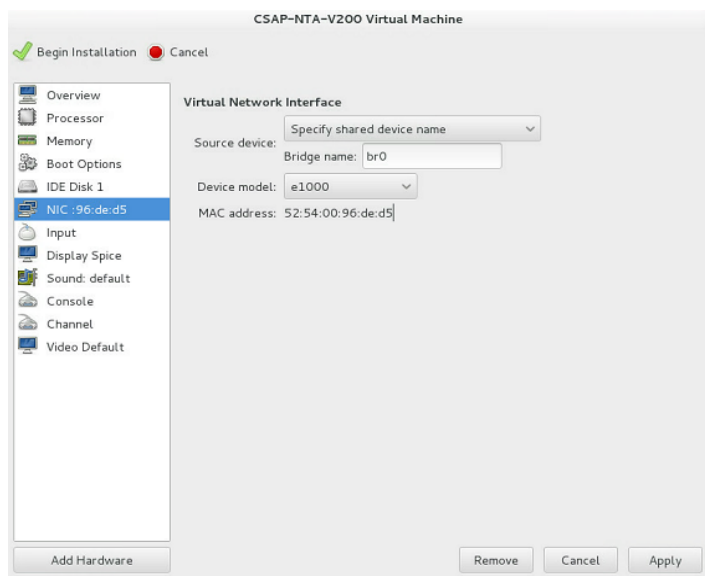 CSAP-NTA-V200 Virtual Machine
Begin Installation
Cancel
Overview
Processor
Memory
Boot Options
IDE Disk 1
NIC :96:de:d5
Input
Display Spice
Sound: default
Console
Channel
Video Default
Add Hardware
Virtual Network Interface
Source device:
Specify shared device name
Bridge name: br0
Device model: e1000
MAC address: 52:54:00:96:de:d5
Remove
Cancel
Apply